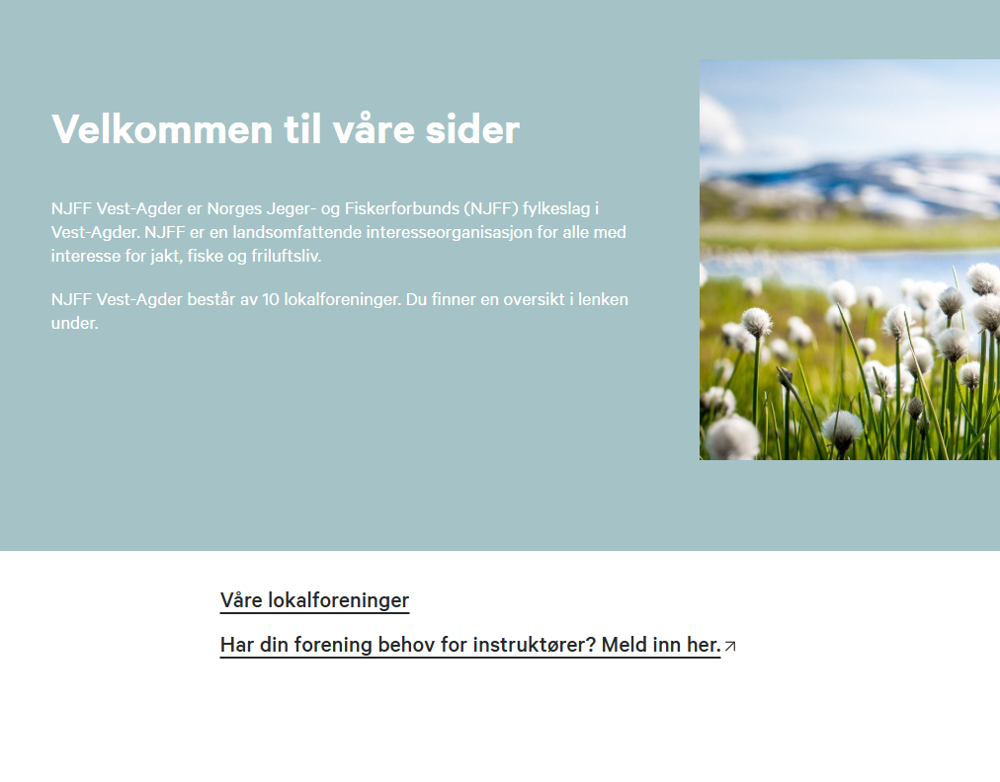 Velkommen til våre sider
NJFF Vest-Agder er Norges Jeger- og Fiskerforbunds (NJFF) fylkeslag i
Vest-Agder. NJFF er en landsomfattende interesseorganisasjon for alle med
interesse for jakt, fiske og friluftsliv.
NJFF Vest-Agder består av 10 lokalforeninger. Du finner en oversikt i lenken
under.
Våre lokalforeninger
Har din forening behov for instruktører? Meld inn her.